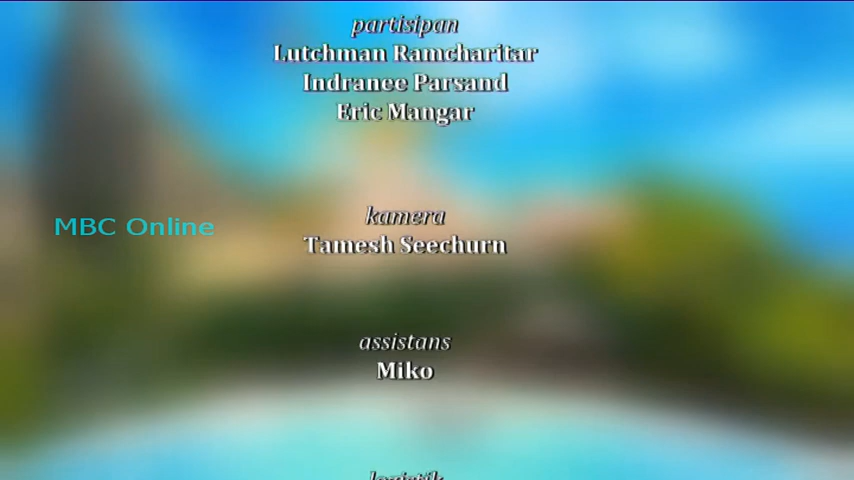 partisipan
Lutchman Ramcharitar
Indranee Parsand
Eric Mangar
kamera
MBC Online
Tamesh Seechurn
assistans
Miko